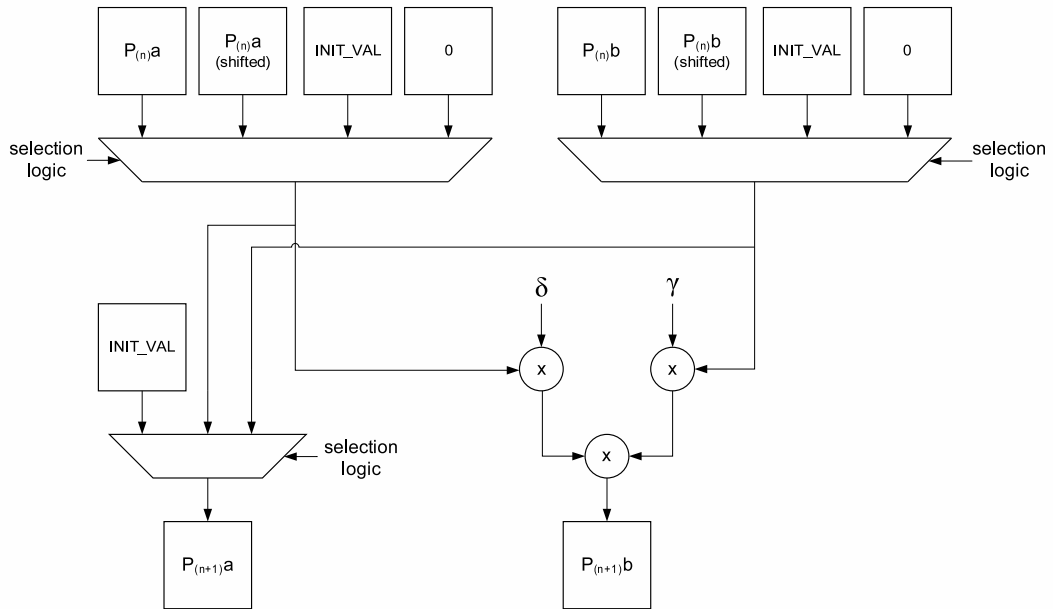 P(n)a
P(n)a
(shifted)
INIT_VAL
0
P(n)b
P(n)b
(shifted)
INIT_VAL
0
selection
logic
selection
logic
δ
γ
INIT_VAL
x
x
selection
logic
x
P(n+1)a
P(n+1)b